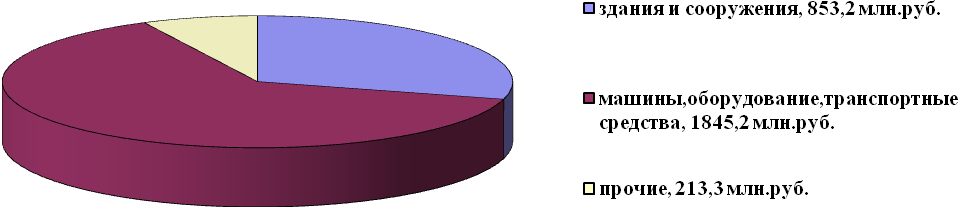 здания и сооружения, 853,2 млн.руб.
машины,оборудование,транспортные
средства, 1845,2 млн.руб.
прочие, 213,3 млн.руб.